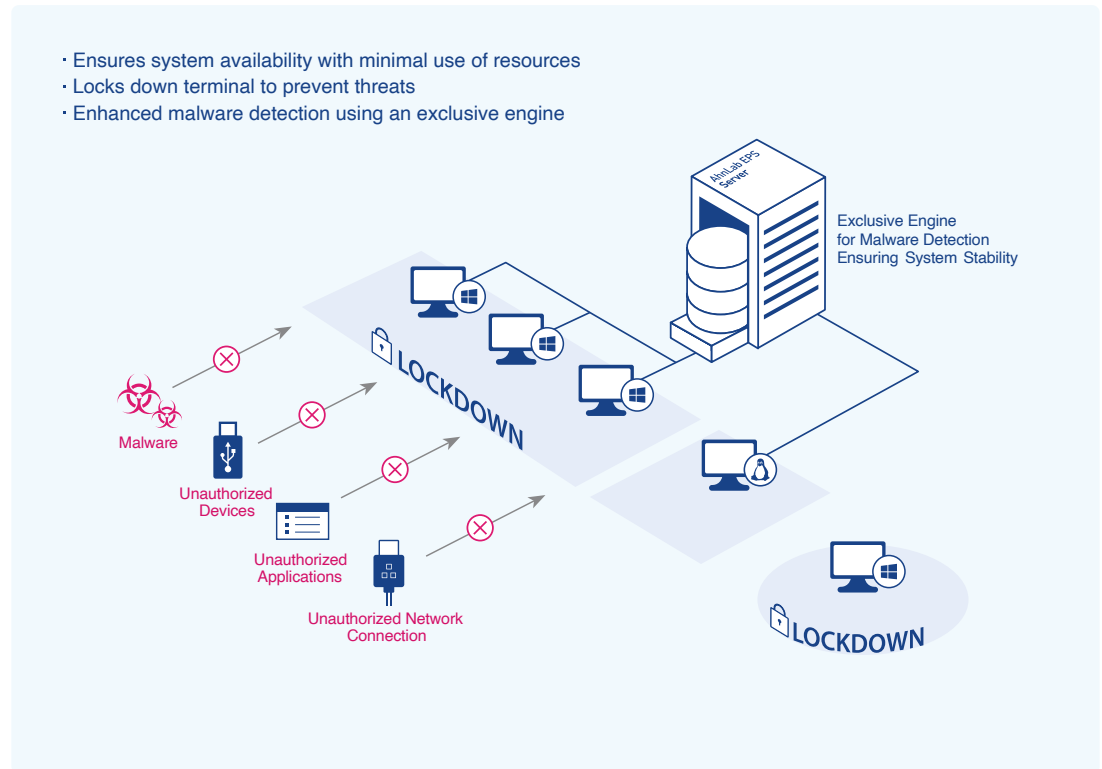 · Ensures system availability with minimal use of resources
· Locks down terminal to prevent threats
· Enhanced malware detection using an exclusive engine
AhnLab EPS
Server
Exclusive Engine
for Malware Detection
Ensuring System Stability
LOCKDOWN
Malware
Unauthorized
Devices
Unauthorized
Applications
Unauthorized Network
Connection
LOCKDOWN